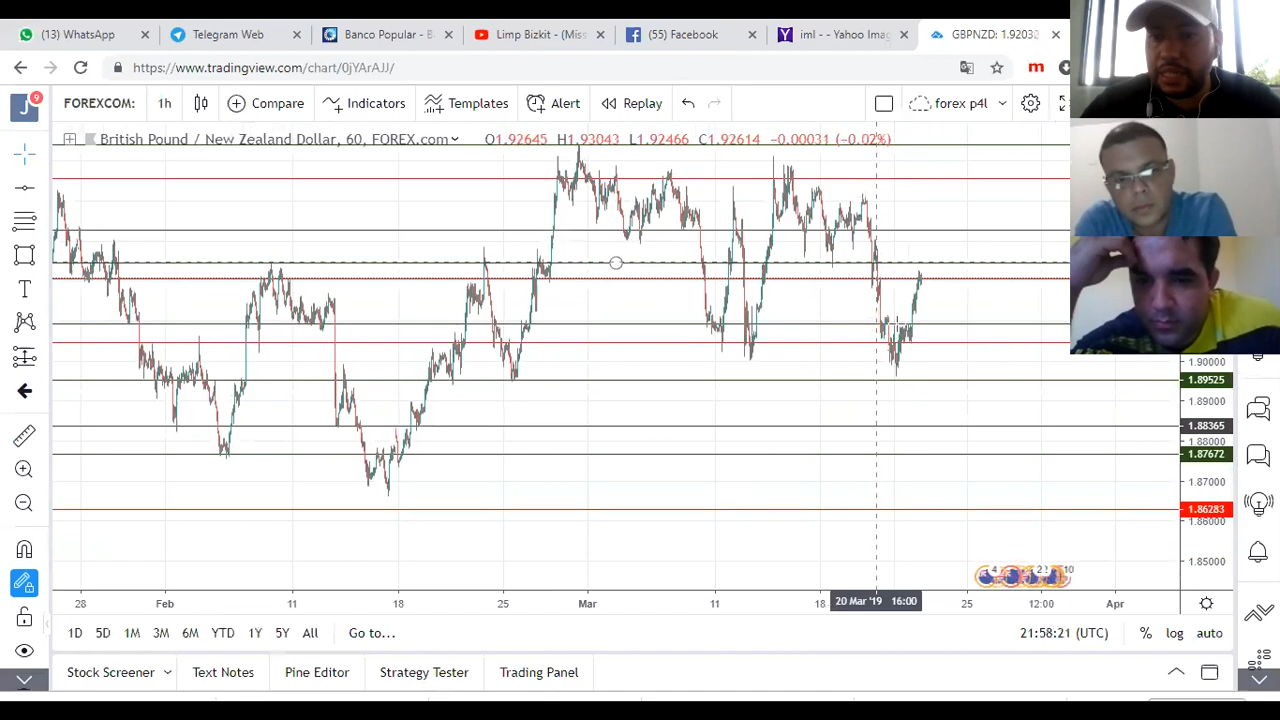 (13) WhatsApp
Telegram Web
Banco Popular - B
Limp Bizkit - (Miss
(55) Facebook
iml - - Yahoo Imag
GBPNZD: 1.92032
https://www.tradingview.com/chart/0jYArAJJ/
J
9
FOREXCOM:
1h
Compare
Indicators
Templates
Alert
Replay
forex p4l
British Pound / New Zealand Dollar, 60, FOREX.com
O1.92645 H1.93043 L1.92466 C1.92614 −0.00031 (−0.02%)
1.90000
1.89525
1.89000
1.88365
1.88000
1.87672
1.87000
1.86283
1.86000
1.85000
4
2
10
28
Feb
11
18
25
Mar
11
18
20 Mar '19 16:00
25
12:00
Apr
1D
5D
1M
3M
6M
YTD
1Y
5Y
All
Go to...
21:58:21 (UTC)
%
log
auto
Stock Screener
Text Notes
Pine Editor
Strategy Tester
Trading Panel